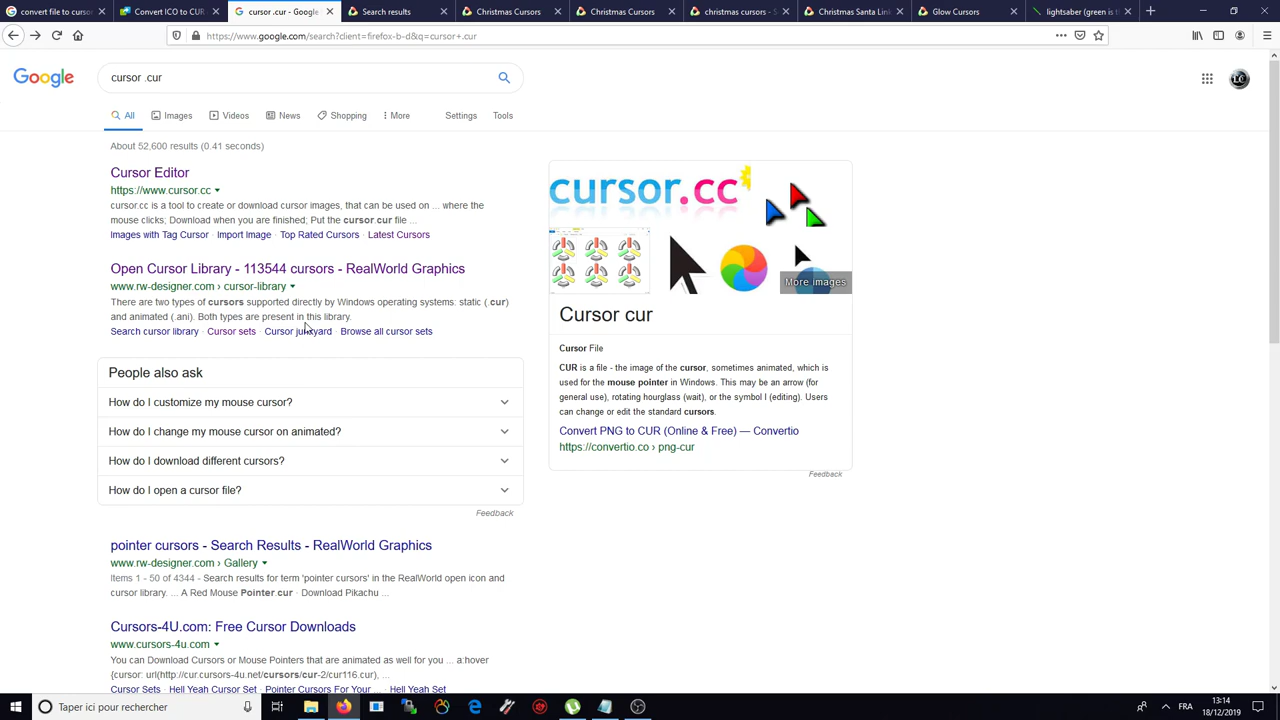 convert file to cursor
Convert ICO to CUR
cursor .cur - Google
Search results
Christmas Cursors
Christmas Cursors
christmas cursors - S
Christmas Santa Link
Glow Cursors
lightsaber (green is t
https://www.google.com/search?client=firefox-b-d&q=cursor+.cur
Google
cursor .cur
All
Images
Videos
News
Shopping
More
Settings
Tools
About 52,600 results (0.41 seconds)
Cursor Editor
https://www.cursor.cc
cursor.cc is a tool to create or download cursor images, that can be used on ... where the
mouse clicks; Download when you are finished; Put the cursor.cur file ...
Images with Tag Cursor · Import Image · Top Rated Cursors · Latest Cursors
Open Cursor Library - 113544 cursors - RealWorld Graphics
www.rw-designer.com › cursor-library
There are two types of cursors supported directly by Windows operating systems: static (.cur)
and animated (.ani). Both types are present in this library.
Search cursor library · Cursor sets · Cursor junkyard · Browse all cursor sets
People also ask
How do I customize my mouse cursor?
How do I change my mouse cursor on animated?
How do I download different cursors?
How do I open a cursor file?
Feedback
pointer cursors - Search Results - RealWorld Graphics
www.rw-designer.com › Gallery
Items 1 - 50 of 4344 - Search results for term 'pointer cursors' in the RealWorld open icon and
cursor library. ... A Red Mouse Pointer.cur · Download Pikachu ...
Cursors-4U.com: Free Cursor Downloads
www.cursors-4u.com
You can Download Cursors or Mouse Pointers that are animated as well for you ... a:hover
{cursor: url(http://cur.cursors-4u.net/cursors/cur-2/cur116.cur), ...
Cursor Sets · Hell Yeah Cursor Set · Pointer Cursors For Your ... · Hell Yeah Set
cursor.cc
More images
Cursor cur
Cursor File
CUR is a file - the image of the cursor, sometimes animated, which is
used for the mouse pointer in Windows. This may be an arrow (for
general use), rotating hourglass (wait), or the symbol I (editing). Users
can change or edit the standard cursors.
Convert PNG to CUR (Online & Free) — Convertio
https://convertio.co › png-cur
Feedback
Taper ici pour rechercher
13:14
18/12/2019